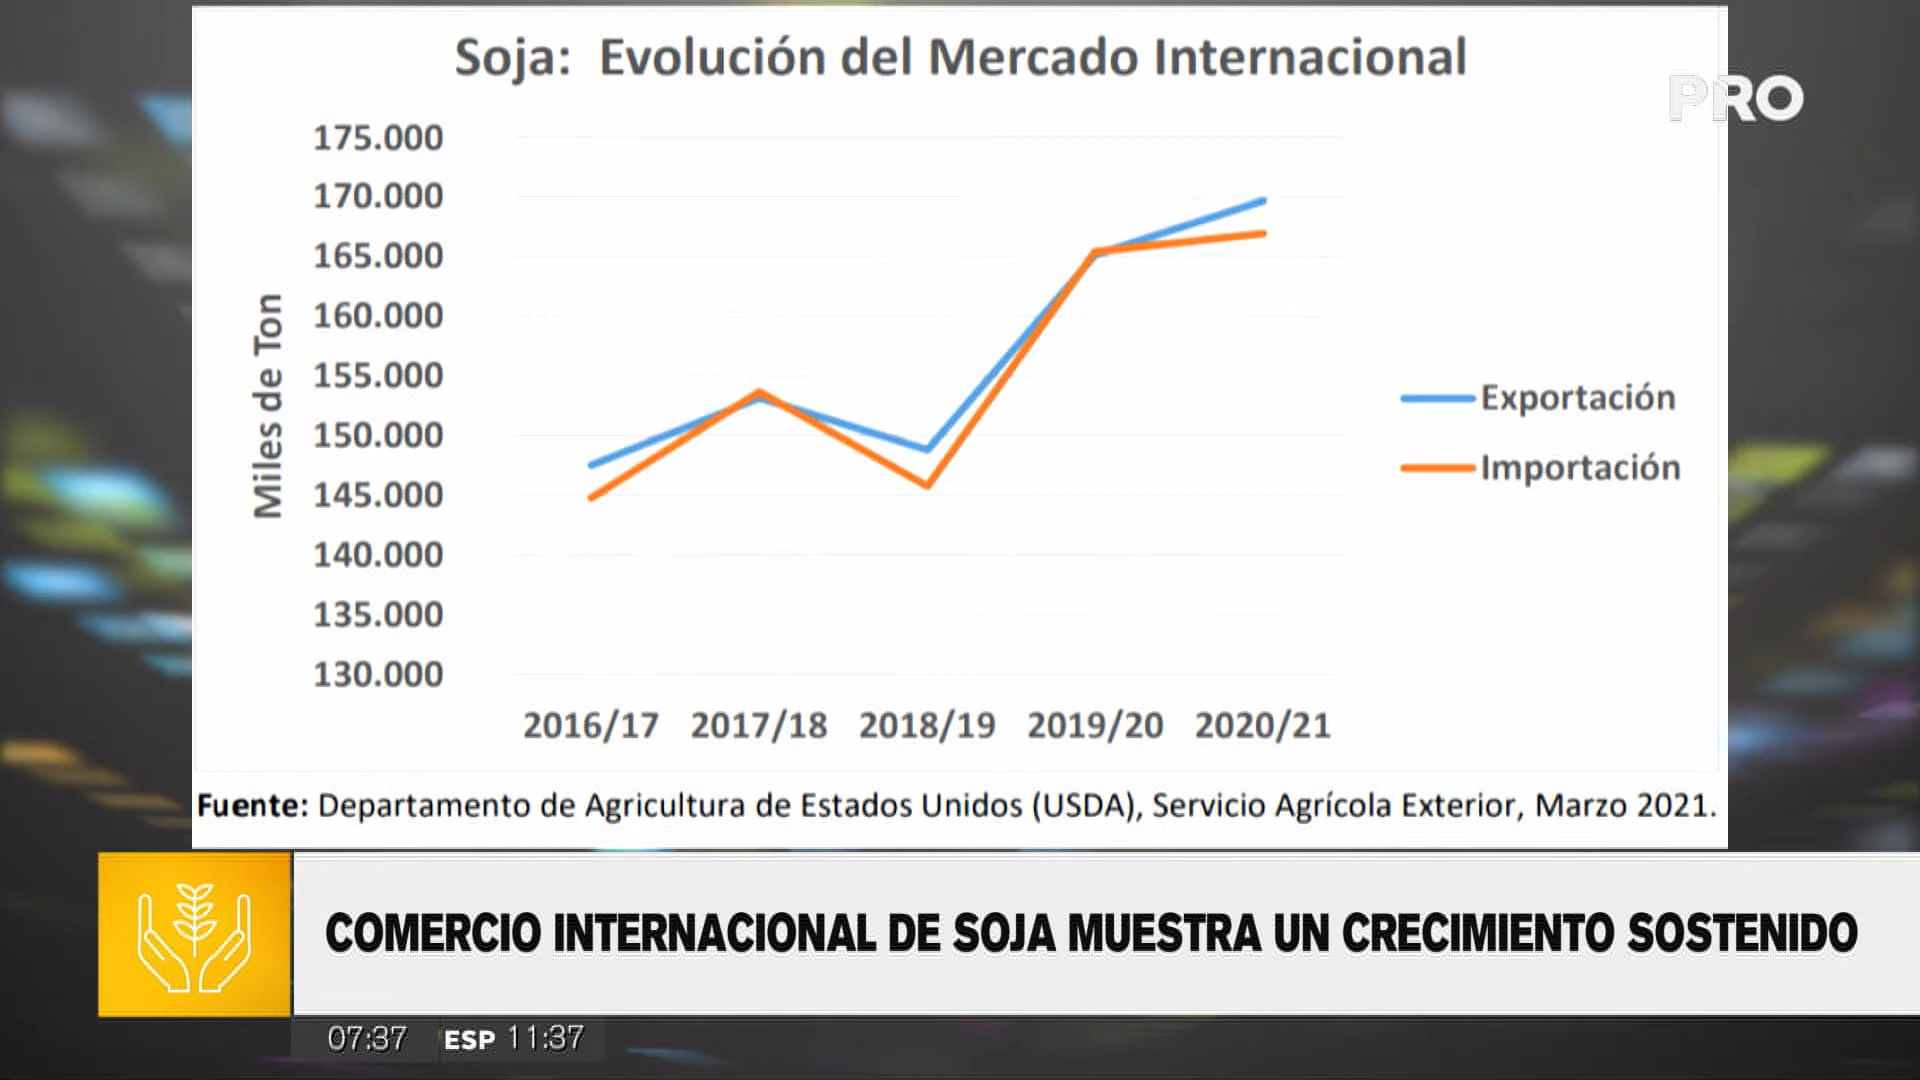 Soja: Evolución del Mercado Internacional
PRO
175.000
170.000
165.000
160.000
155.000
150.000
145.000
140.000
135.000
130.000
Miles de Ton
Exportación
Importación
2016/17 2017/18 2018/19 2019/20 2020/21
Fuente: Departamento de Agricultura de Estados Unidos (USDA), Servicio Agrícola Exterior, Marzo 2021.
COMERCIO INTERNACIONAL DE SOJA MUESTRA UN CRECIMIENTO SOSTENIDO
07:37 ESP 11:37